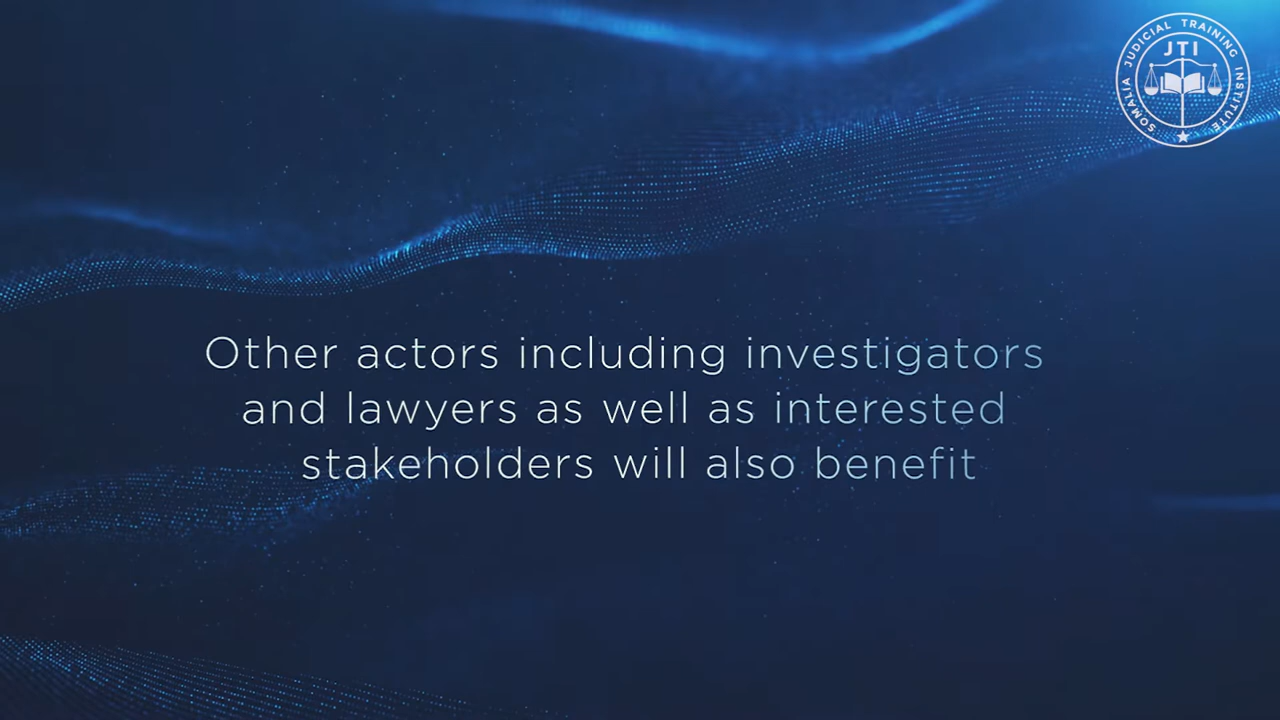 SOMALIA JUDICIAL TRAINING INSTITUTE
JTI
Other actors including investigators
and lawyers as well as interested
stakeholders will also benefit